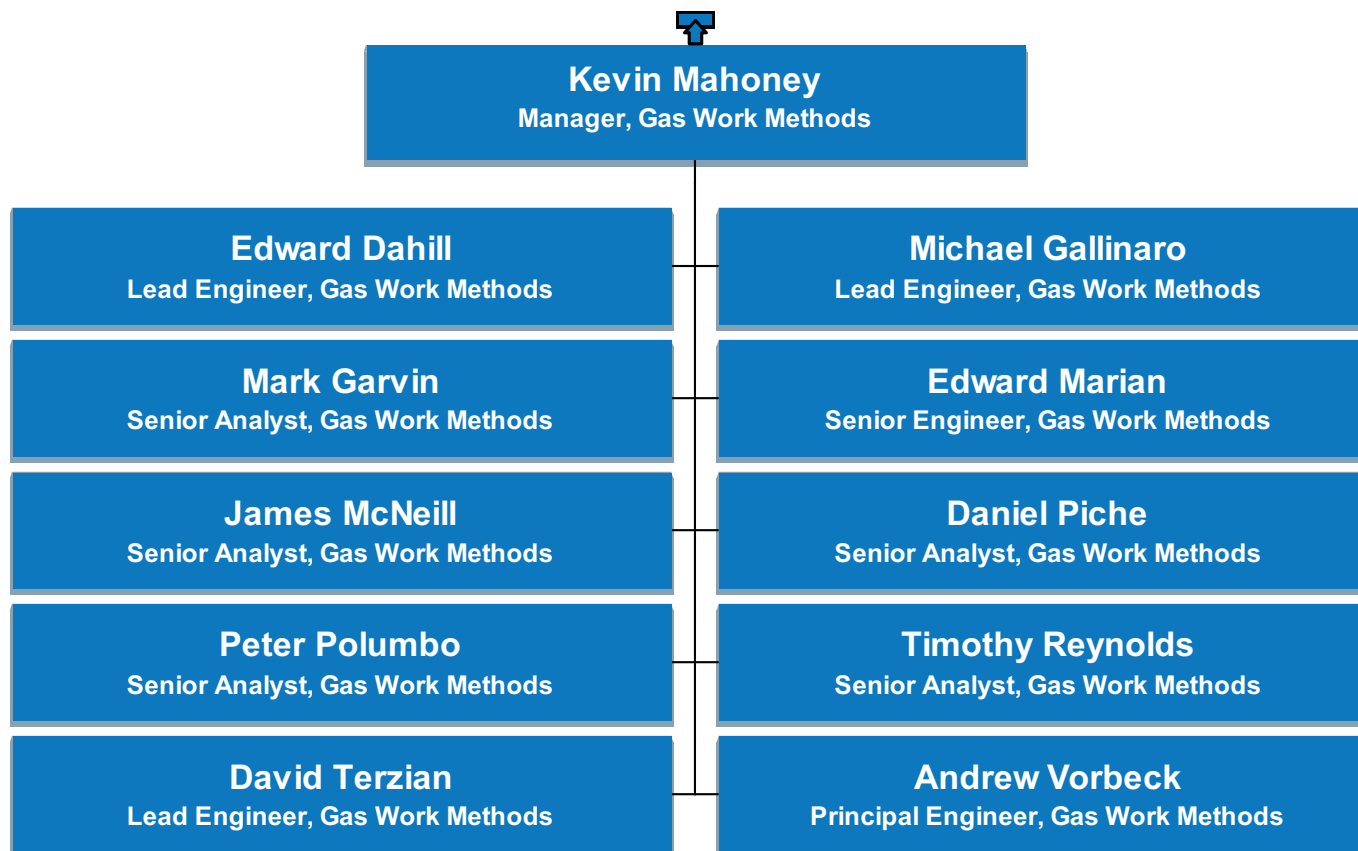 Kevin Mahoney
Manager, Gas Work Methods
Edward Dahill
Lead Engineer, Gas Work Methods
Michael Gallinaro
Lead Engineer, Gas Work Methods
Mark Garvin
Senior Analyst, Gas Work Methods
Edward Marian
Senior Engineer, Gas Work Methods
James McNeill
Senior Analyst, Gas Work Methods
Daniel Piche
Senior Analyst, Gas Work Methods
Peter Polumbo
Senior Analyst, Gas Work Methods
Timothy Reynolds
Senior Analyst, Gas Work Methods
David Terzian
Lead Engineer, Gas Work Methods
Andrew Vorbeck
Principal Engineer, Gas Work Methods